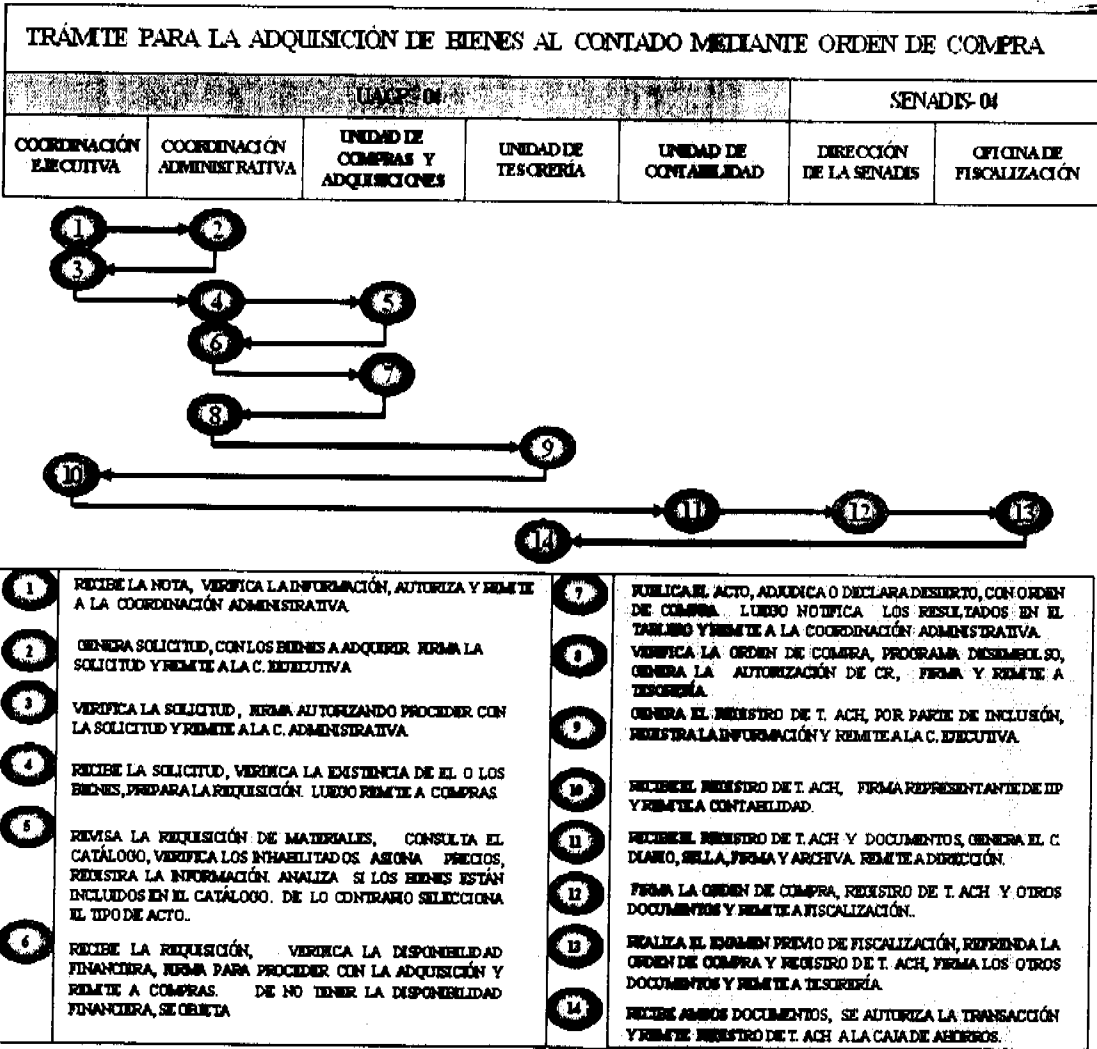 TRÁMITE PARA LA ADQUISICIÓN DE BIENES AL CONTADO MEDIANTE ORDEN DE COMPRA
UAGP-04
SENADIS-04
COORDINACIÓN EJECUTIVA
COORDINACIÓN ADMINISTRATIVA
UNIDAD DE COMPRAS Y ADQUISICIONES
UNIDAD DE TESORERÍA
UNIDAD DE CONTABILIDAD
DIRECCIÓN DE LA SENADIS
OFICINA DE FISCALIZACIÓN
1 2
3
4 5
6
7
8
9
10
11 12 13
14
1 RECIBE LA NOTA, VERIFICA LA INFORMACIÓN, AUTORIZA Y REMITE
A LA COORDINACIÓN ADMINISTRATIVA
2 GENERA SOLICITUD, CON LOS BIENES A ADQUIRIR FIRMA LA
SOLICITUD Y REMITE A LA C. EJECUTIVA
3 VERIFICA LA SOLICITUD, FIRMA AUTORIZANDO PROCEDER CON
LA SOLICITUD Y REMITE A LA C. ADMINISTRATIVA
4 RECIBE LA SOLICITUD, VERIFICA LA EXISTENCIA DE EL O LOS
BIENES, PREPARA LA REQUISICIÓN. LUEGO REMITE A COMPRAS
5 REVISA LA REQUISICIÓN DE MATERIALES, CONSULTA EL
CATÁLOGO, VERIFICA LOS INHABILITADOS ASIGNA PRECIOS,
REGISTRA LA INFORMACIÓN. ANALIZA SI LOS BIENES ESTÁN
INCLUIDOS EN EL CATÁLOGO. DE LO CONTRARIO SELECCIONA
EL TIPO DE ACTO..
6 RECIBE LA REQUISICIÓN, VERIFICA LA DISPONIBILIDAD
FINANCIERA, FIRMA PARA PROCEDER CON LA ADQUISICIÓN Y
REMITE A COMPRAS. DE NO TENER LA DISPONIBILIDAD
FINANCIERA, SE OBJETA
7 PUBLICA EL ACTO, ADJUDICA O DECLARA DESIERTO, CON ORDEN
DE COMPRA. LUEGO NOTIFICA LOS RESULTADOS EN EL
TABLERO Y REMITE A LA COORDINACIÓN ADMINISTRATIVA.
8 VERIFICA LA ORDEN DE COMPRA, PROGRAMA DESEMBOLSO,
GENERA LA AUTORIZACIÓN DE CR, FIRMA Y REMITE A
TESORERÍA.
9 GENERA EL REGISTRO DE T. ACH, POR PARTE DE INCLUSIÓN,
REGISTRA LA INFORMACIÓN Y REMITE A LA C. EJECUTIVA.
10 RECIBE EL REGISTRO DE T. ACH, FIRMA REPRESENTANTE DE IIP
Y REMITE A CONTABILIDAD.
11 RECIBE EL REGISTRO DE T. ACH Y DOCUMENTOS, GENERA EL C.
DIARIO, SELLA, FIRMA Y ARCHIVA. REMITE A DIRECCIÓN.
12 FIRMA LA ORDEN DE COMPRA, REGISTRO DE T. ACH Y OTROS
DOCUMENTOS Y REMITE A FISCALIZACIÓN..
13 REALIZA EL EXAMEN PREVIO DE FISCALIZACIÓN, REFRENDA LA
ORDEN DE COMPRA Y REGISTRO DE T. ACH, FIRMA LOS OTROS
DOCUMENTOS Y REMITE A TESORERÍA.
14 RECIBE AMBOS DOCUMENTOS, SE AUTORIZA LA TRANSACCIÓN
Y REMITE REGISTRO DE T. ACH A LA CAJA DE AHORROS.